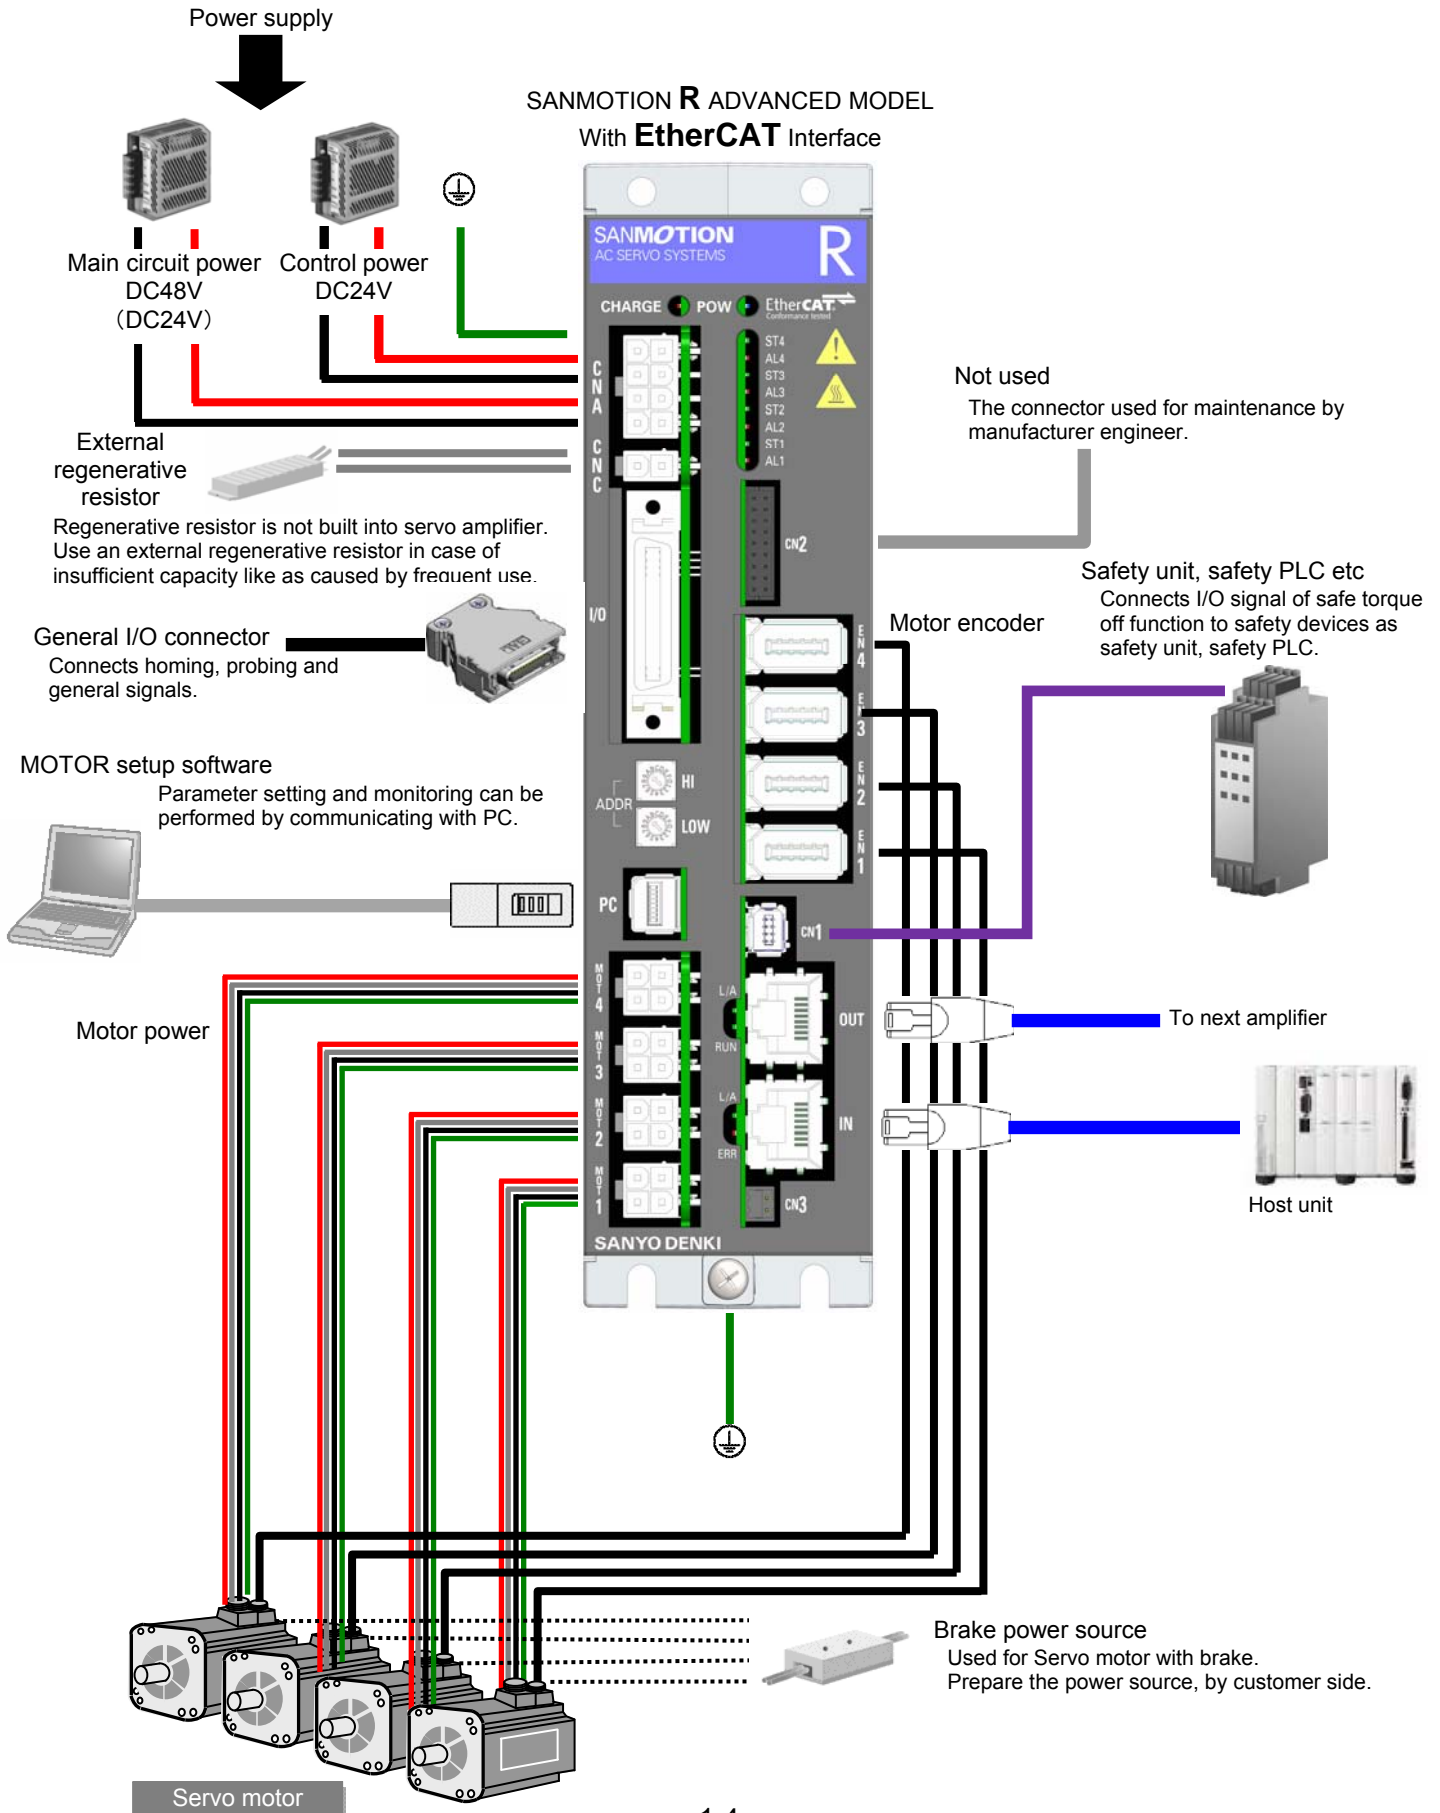 Power supply
SANMOTION R ADVANCED MODEL
With EtherCAT Interface
Main circuit power
DC48V
（DC24V）
Control power
DC24V
SANMOTION
AC SERVO SYSTEMS
R
CHARGE
POW
EtherCAT
Conformance tested
ST4
AL4
ST3
AL3
ST2
AL2
ST1
AL1
CNA
CNC
Not used
The connector used for maintenance by
manufacturer engineer.
External
regenerative
resistor
Regenerative resistor is not built into servo amplifier.
Use an external regenerative resistor in case of
insufficient capacity like as caused by frequent use.
CN2
I/O
Safety unit, safety PLC etc
Connects I/O signal of safe torque
off function to safety devices as
safety unit, safety PLC.
General I/O connector
Connects homing, probing and
general signals.
Motor encoder
EN4
EN3
EN2
EN1
MOTOR setup software
Parameter setting and monitoring can be
performed by communicating with PC.
ADDR
HI
LOW
PC
CN1
MOT4
MOT3
MOT2
MOT1
L/A
RUN
OUT
L/A
ERR
IN
CN3
Motor power
To next amplifier
Host unit
SANYO DENKI
Brake power source
Used for Servo motor with brake.
Prepare the power source, by customer side.
Servo motor